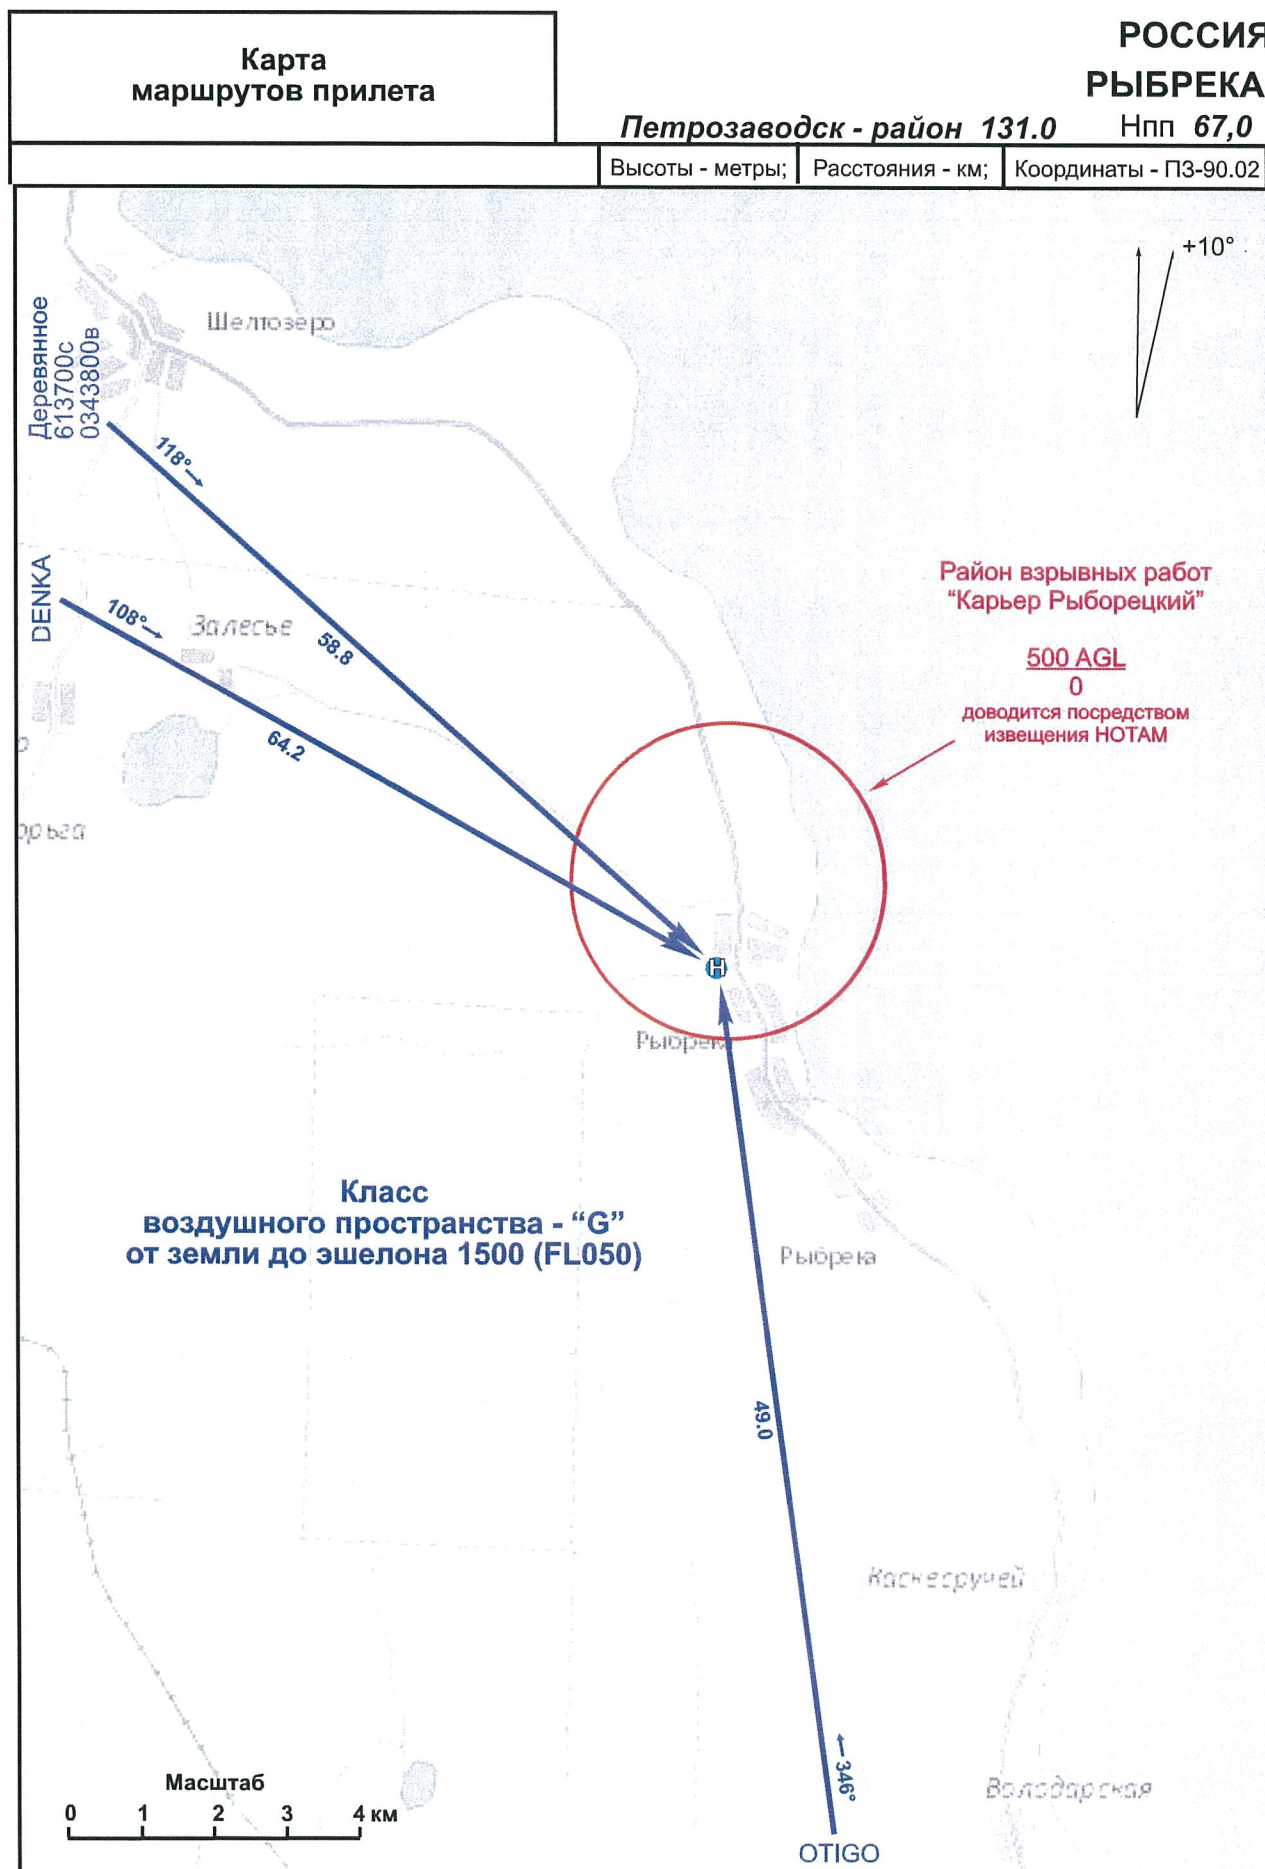 Карта
маршрутов прилета
РОССИЯ
РЫБРЕКА
Петрозаводск - район 131.0
Нпп 67,0
Высоты - метры;
Расстояния - км;
Координаты - ПЗ-90.02
+10°
Шелтозеро
Деревянное
613700с
0343800в
118°→
DENKA
108°→
Залесье
58.8
64.2
Район взрывных работ
“Карьер Рыборецкий”
500 AGL
0
доводится посредством
извещения НОТАМ
орьга
H
Рыбрека
Класс
воздушного пространства - “G”
от земли до эшелона 1500 (FL050)
Рыбрека
49.0
Каскесручей
←346°
Володарская
Масштаб
0 1 2 3 4 км
OTIGO